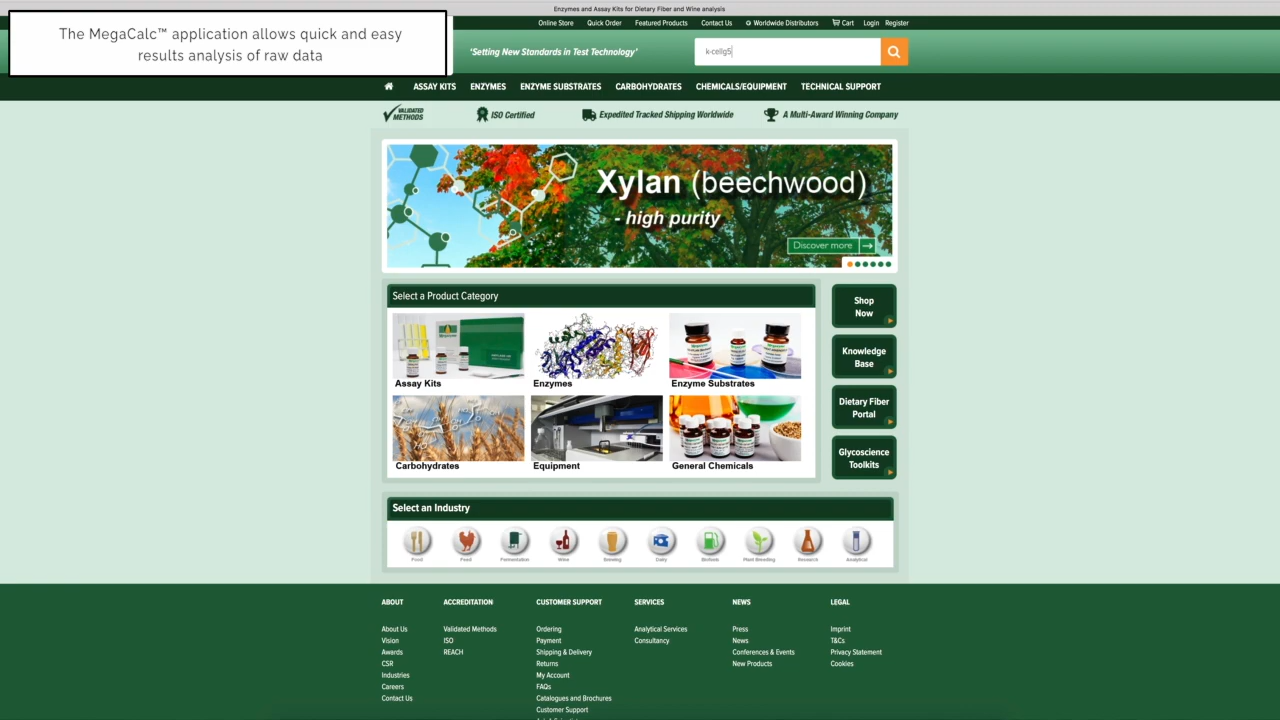 Enzymes and Assay Kits for Dietary Fiber and Wine analysis
The MegaCalc™ application allows quick and easy
results analysis of raw data
Online Store Quick Order Featured Products Contact Us Worldwide Distributors Cart Login Register
'Setting New Standards in Test Technology'
k-cellg5
ASSAY KITS ENZYMES ENZYME SUBSTRATES CARBOHYDRATES CHEMICALS/EQUIPMENT TECHNICAL SUPPORT
VALIDATED
METHODS
ISO Certified
Expedited Tracked Shipping Worldwide
A Multi-Award Winning Company
Xylan (beechwood)
- high purity
Discover more
Select a Product Category
Assay Kits
Enzymes
Enzyme Substrates
Carbohydrates
Equipment
General Chemicals
Shop
Now
Knowledge
Base
Dietary Fiber
Portal
Glycoscience
Toolkits
Select an Industry
Food Feed Fermentation Wine Brewing Dairy Biofuels Plant Breeding Research Analytical
ABOUT
About Us
Vision
Awards
CSR
Industries
Careers
Contact Us
ACCREDITATION
Validated Methods
ISO
REACH
CUSTOMER SUPPORT
Ordering
Payment
Shipping & Delivery
Returns
My Account
FAQs
Catalogues and Brochures
Customer Support
SERVICES
Analytical Services
Consultancy
NEWS
Press
News
Conferences & Events
New Products
LEGAL
Imprint
T&Cs
Privacy Statement
Cookies